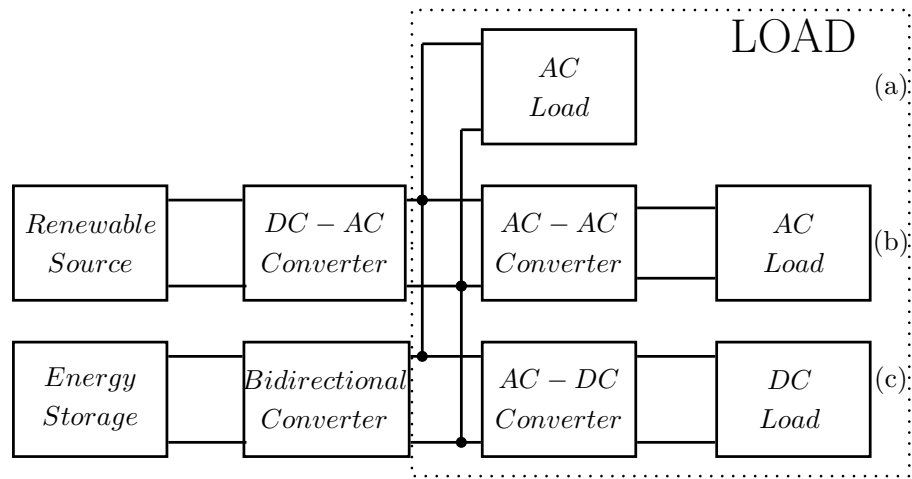 LOAD
AC
Load
(a)
Renewable
Source
DC − AC
Converter
AC − AC
Converter
AC
Load
(b)
Energy
Storage
Bidirectional
Converter
AC − DC
Converter
DC
Load
(c)